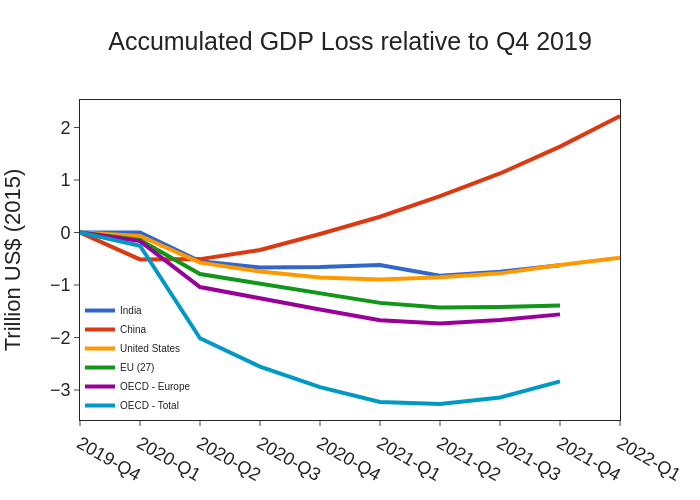 Accumulated GDP Loss relative to Q4 2019
Trillion US$ (2015)
2
1
0
−1
−2
−3
India
China
United States
EU (27)
OECD - Europe
OECD - Total
2019-Q4
2020-Q1
2020-Q2
2020-Q3
2020-Q4
2021-Q1
2021-Q2
2021-Q3
2021-Q4
2022-Q1